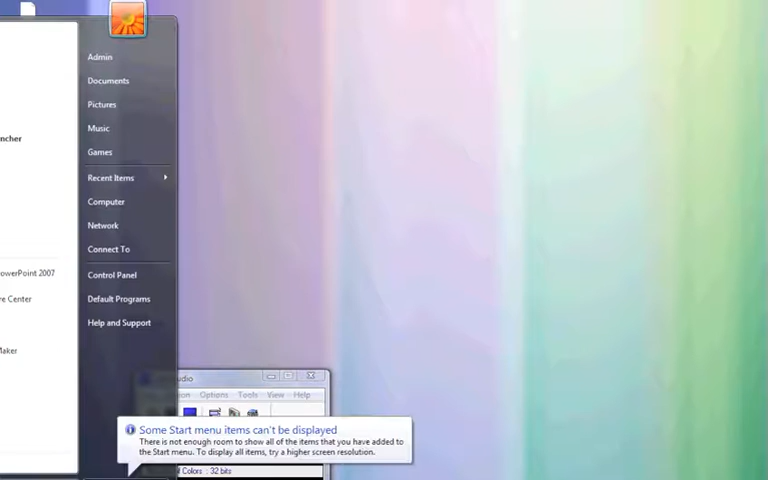 Admin
Documents
Pictures
Music
Games
Recent Items
Computer
Network
Connect To
Control Panel
Default Programs
Help and Support
ncher
owerPoint 2007
re Center
Maker
udio
ion Options Tools View Help
Some Start menu items can't be displayed
There is not enough room to show all of the items that you have added to
the Start menu. To display all items, try a higher screen resolution.
Colors : 32 bits